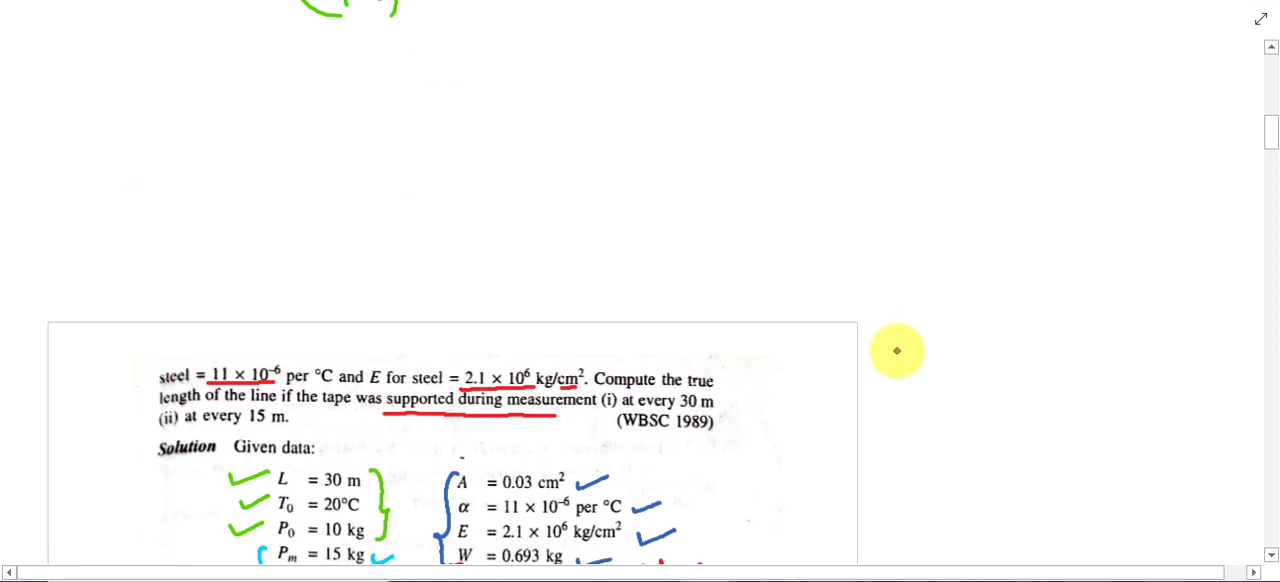 steel = 11 × 10⁻⁶ per °C and E for steel = 2.1 × 10⁶ kg/cm². Compute the true
length of the line if the tape was supported during measurement (i) at every 30 m
(ii) at every 15 m. (WBSC 1989)
Solution Given data:
L = 30 m A = 0.03 cm²
T₀ = 20°C α = 11 × 10⁻⁶ per °C
P₀ = 10 kg E = 2.1 × 10⁶ kg/cm²
Pₘ = 15 kg W = 0.693 kg